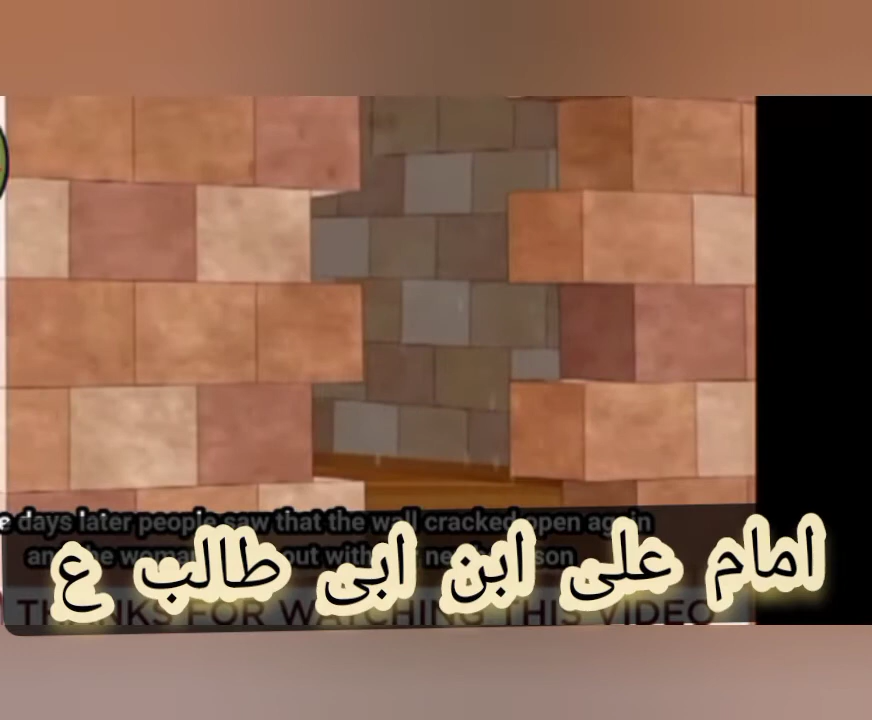 days later people saw that the wall cracked open again
امام علی ابن ابی طالب ع
THANKS FOR WATCHING THIS VIDEO